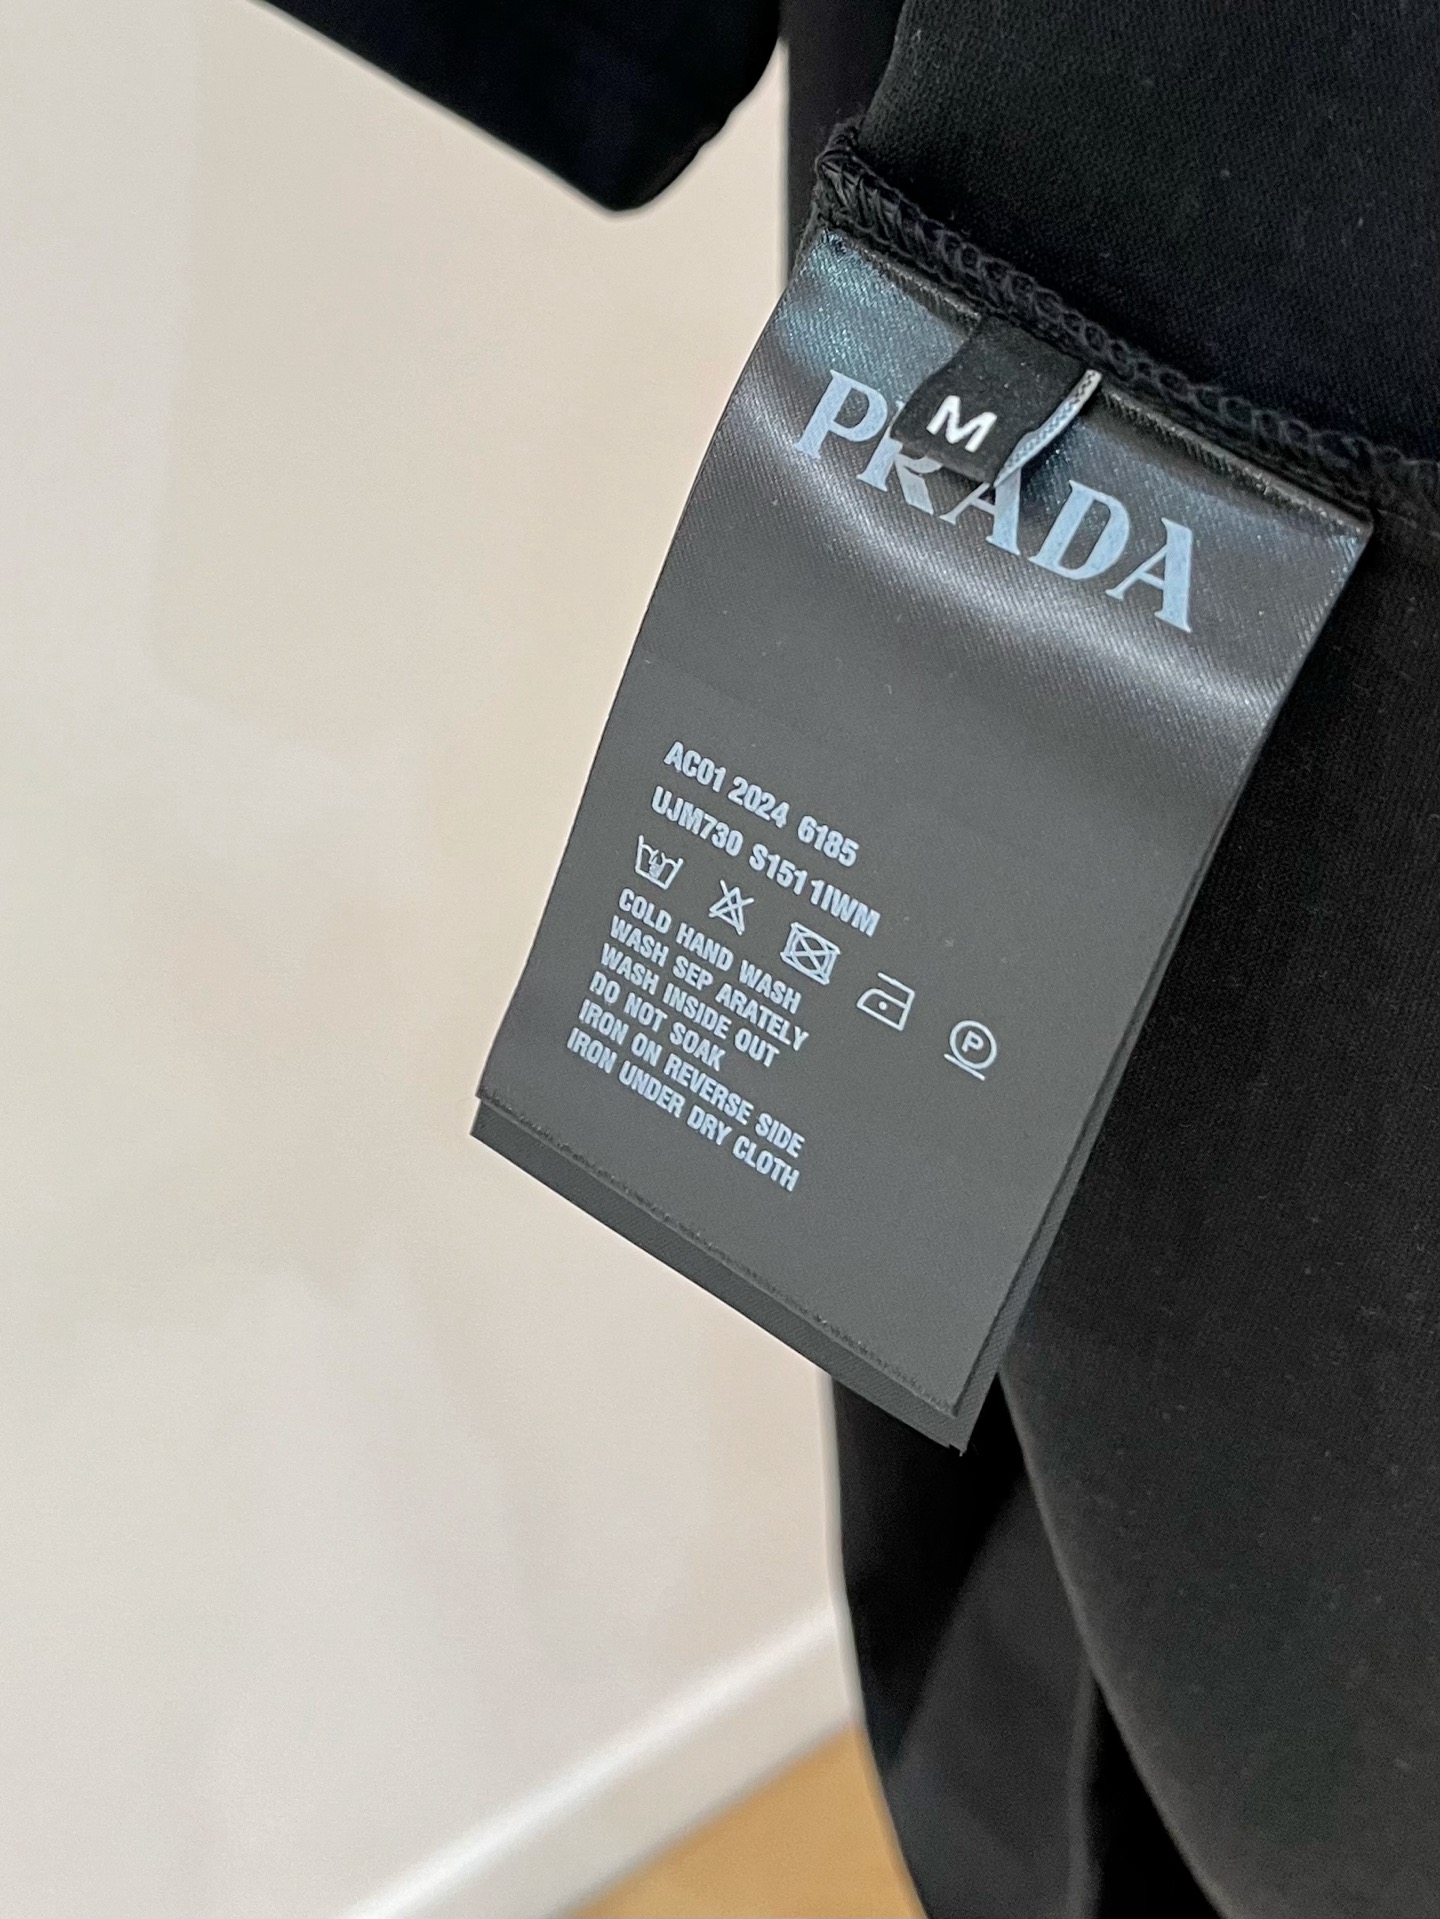 M
PRADA
AC01 2024 6185
UJM730 S151 1IWM
P
COLD HAND WASH
WASH SEP ARATELY
WASH INSIDE OUT
DO NOT SOAK
IRON ON REVERSE SIDE
IRON UNDER DRY CLOTH